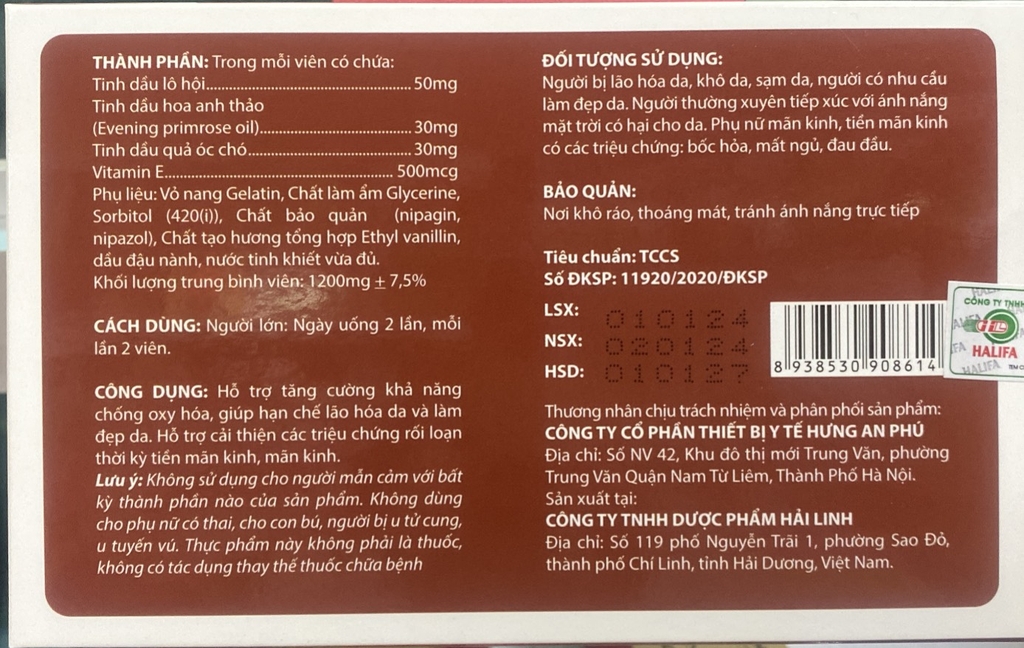 THÀNH PHẦN: Trong mỗi viên có chứa:
Tinh dầu lô hội.................................................... 50mg
Tinh dầu hoa anh thảo
(Evening primrose oil)...................................... 30mg
Tinh dầu quả óc chó......................................... 30mg
Vitamin E.......................................................... 500mcg
Phụ liệu: Vỏ nang Gelatin, Chất làm ẩm Glycerine,
Sorbitol (420(i)), Chất bảo quản (nipagin,
nipazol), Chất tạo hương tổng hợp Ethyl vanillin,
dầu đậu nành, nước tinh khiết vừa đủ.
Khối lượng trung bình viên: 1200mg ± 7,5%
CÁCH DÙNG: Người lớn: Ngày uống 2 lần, mỗi
lần 2 viên.
CÔNG DỤNG: Hỗ trợ tăng cường khả năng
chống oxy hóa, giúp hạn chế lão hóa da và làm
đẹp da. Hỗ trợ cải thiện các triệu chứng rối loạn
thời kỳ tiền mãn kinh, mãn kinh.
Lưu ý: Không sử dụng cho người mẫn cảm với bất
kỳ thành phần nào của sản phẩm. Không dùng
cho phụ nữ có thai, cho con bú, người bị u tử cung,
u tuyến vú. Thực phẩm này không phải là thuốc,
không có tác dụng thay thế thuốc chữa bệnh
ĐỐI TƯỢNG SỬ DỤNG:
Người bị lão hóa da, khô da, sạm da, người có nhu cầu
làm đẹp da. Người thường xuyên tiếp xúc với ánh nắng
mặt trời có hại cho da. Phụ nữ mãn kinh, tiền mãn kinh
có các triệu chứng: bốc hỏa, mất ngủ, đau đầu.
BẢO QUẢN:
Nơi khô ráo, thoáng mát, tránh ánh nắng trực tiếp
Tiêu chuẩn: TCCS
Số ĐKSP: 11920/2020/ĐKSP
LSX: 010124
NSX: 020124
HSD: 010127
8 938530 908614
CÔNG TY TNHH
HALIFA
Thương nhân chịu trách nhiệm và phân phối sản phẩm:
CÔNG TY CỔ PHẦN THIẾT BỊ Y TẾ HƯNG AN PHÚ
Địa chỉ: Số NV 42, Khu đô thị mới Trung Văn, phường
Trung Văn Quận Nam Từ Liêm, Thành Phố Hà Nội.
Sản xuất tại:
CÔNG TY TNHH DƯỢC PHẨM HẢI LINH
Địa chỉ: Số 119 phố Nguyễn Trãi 1, phường Sao Đỏ,
thành phố Chí Linh, tỉnh Hải Dương, Việt Nam.